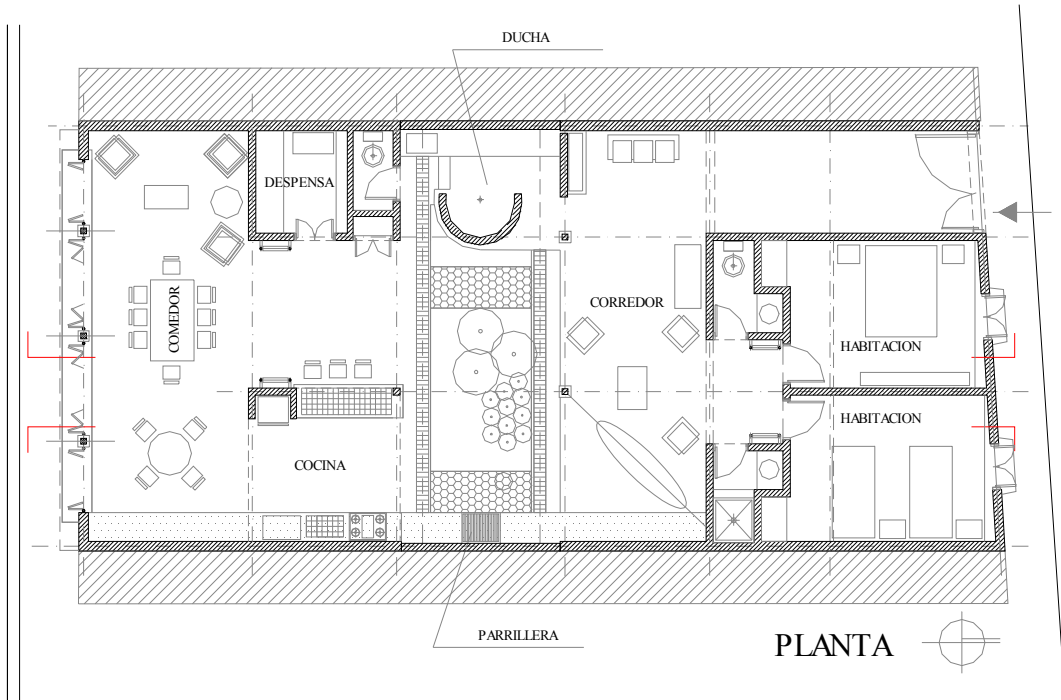 DUCHA
DESPENSA
COMEDOR
CORREDOR
HABITACION
HABITACION
COCINA
PARRILLERA
PLANTA